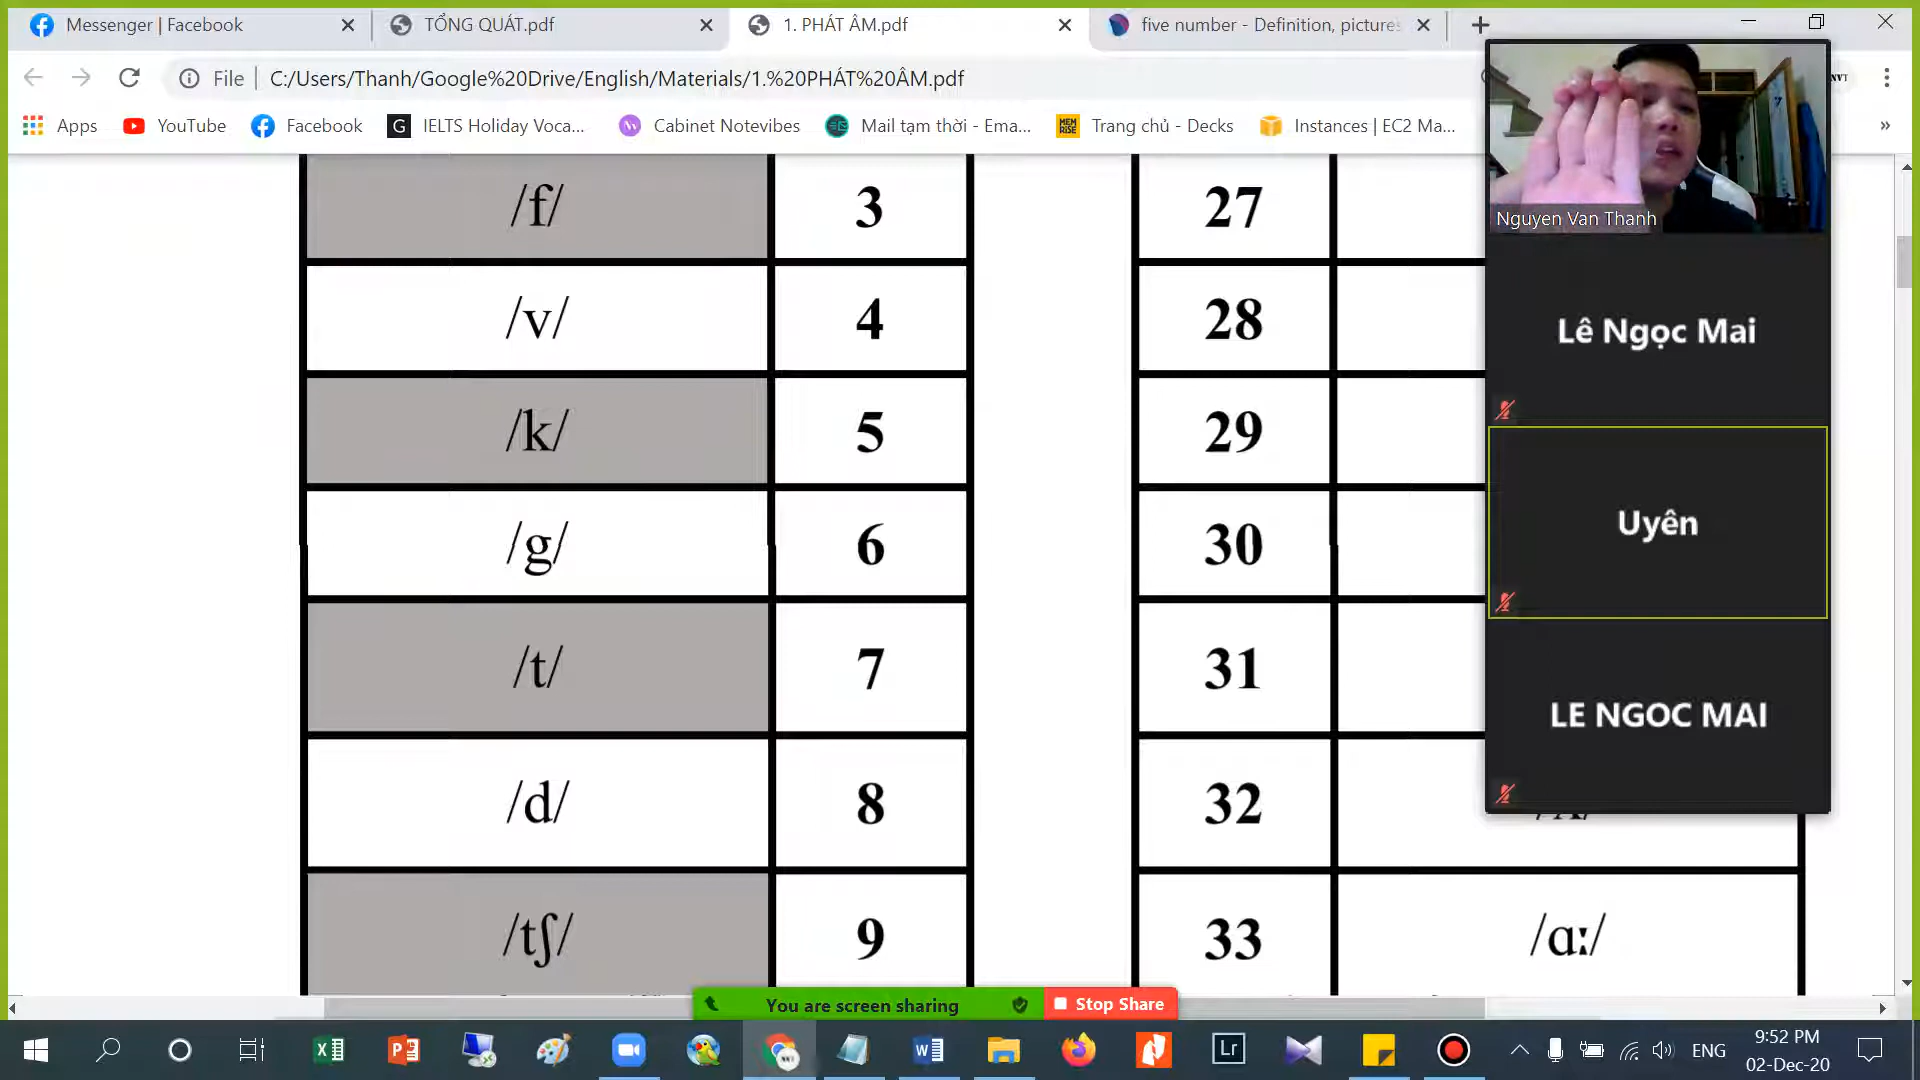 Messenger | Facebook
TỔNG QUÁT.pdf
1. PHÁT ÂM.pdf
five number - Definition, pictures
File
C:/Users/Thanh/Google%20Drive/English/Materials/1.%20PHÁT%20ÂM.pdf
Apps
YouTube
Facebook
IELTS Holiday Voca...
Cabinet Notevibes
Mail tạm thời - Ema...
Trang chủ - Decks
Instances | EC2 Ma...
»
/f/ 3 27
/v/ 4 28
/k/ 5 29
/g/ 6 30
/t/ 7 31
/d/ 8 32
/tʃ/ 9 33 /ɑː/
Nguyen Van Thanh
Lê Ngọc Mai
Uyên
LE NGOC MAI
You are screen sharing
Stop Share
Lr
ENG
9:52 PM
02-Dec-20